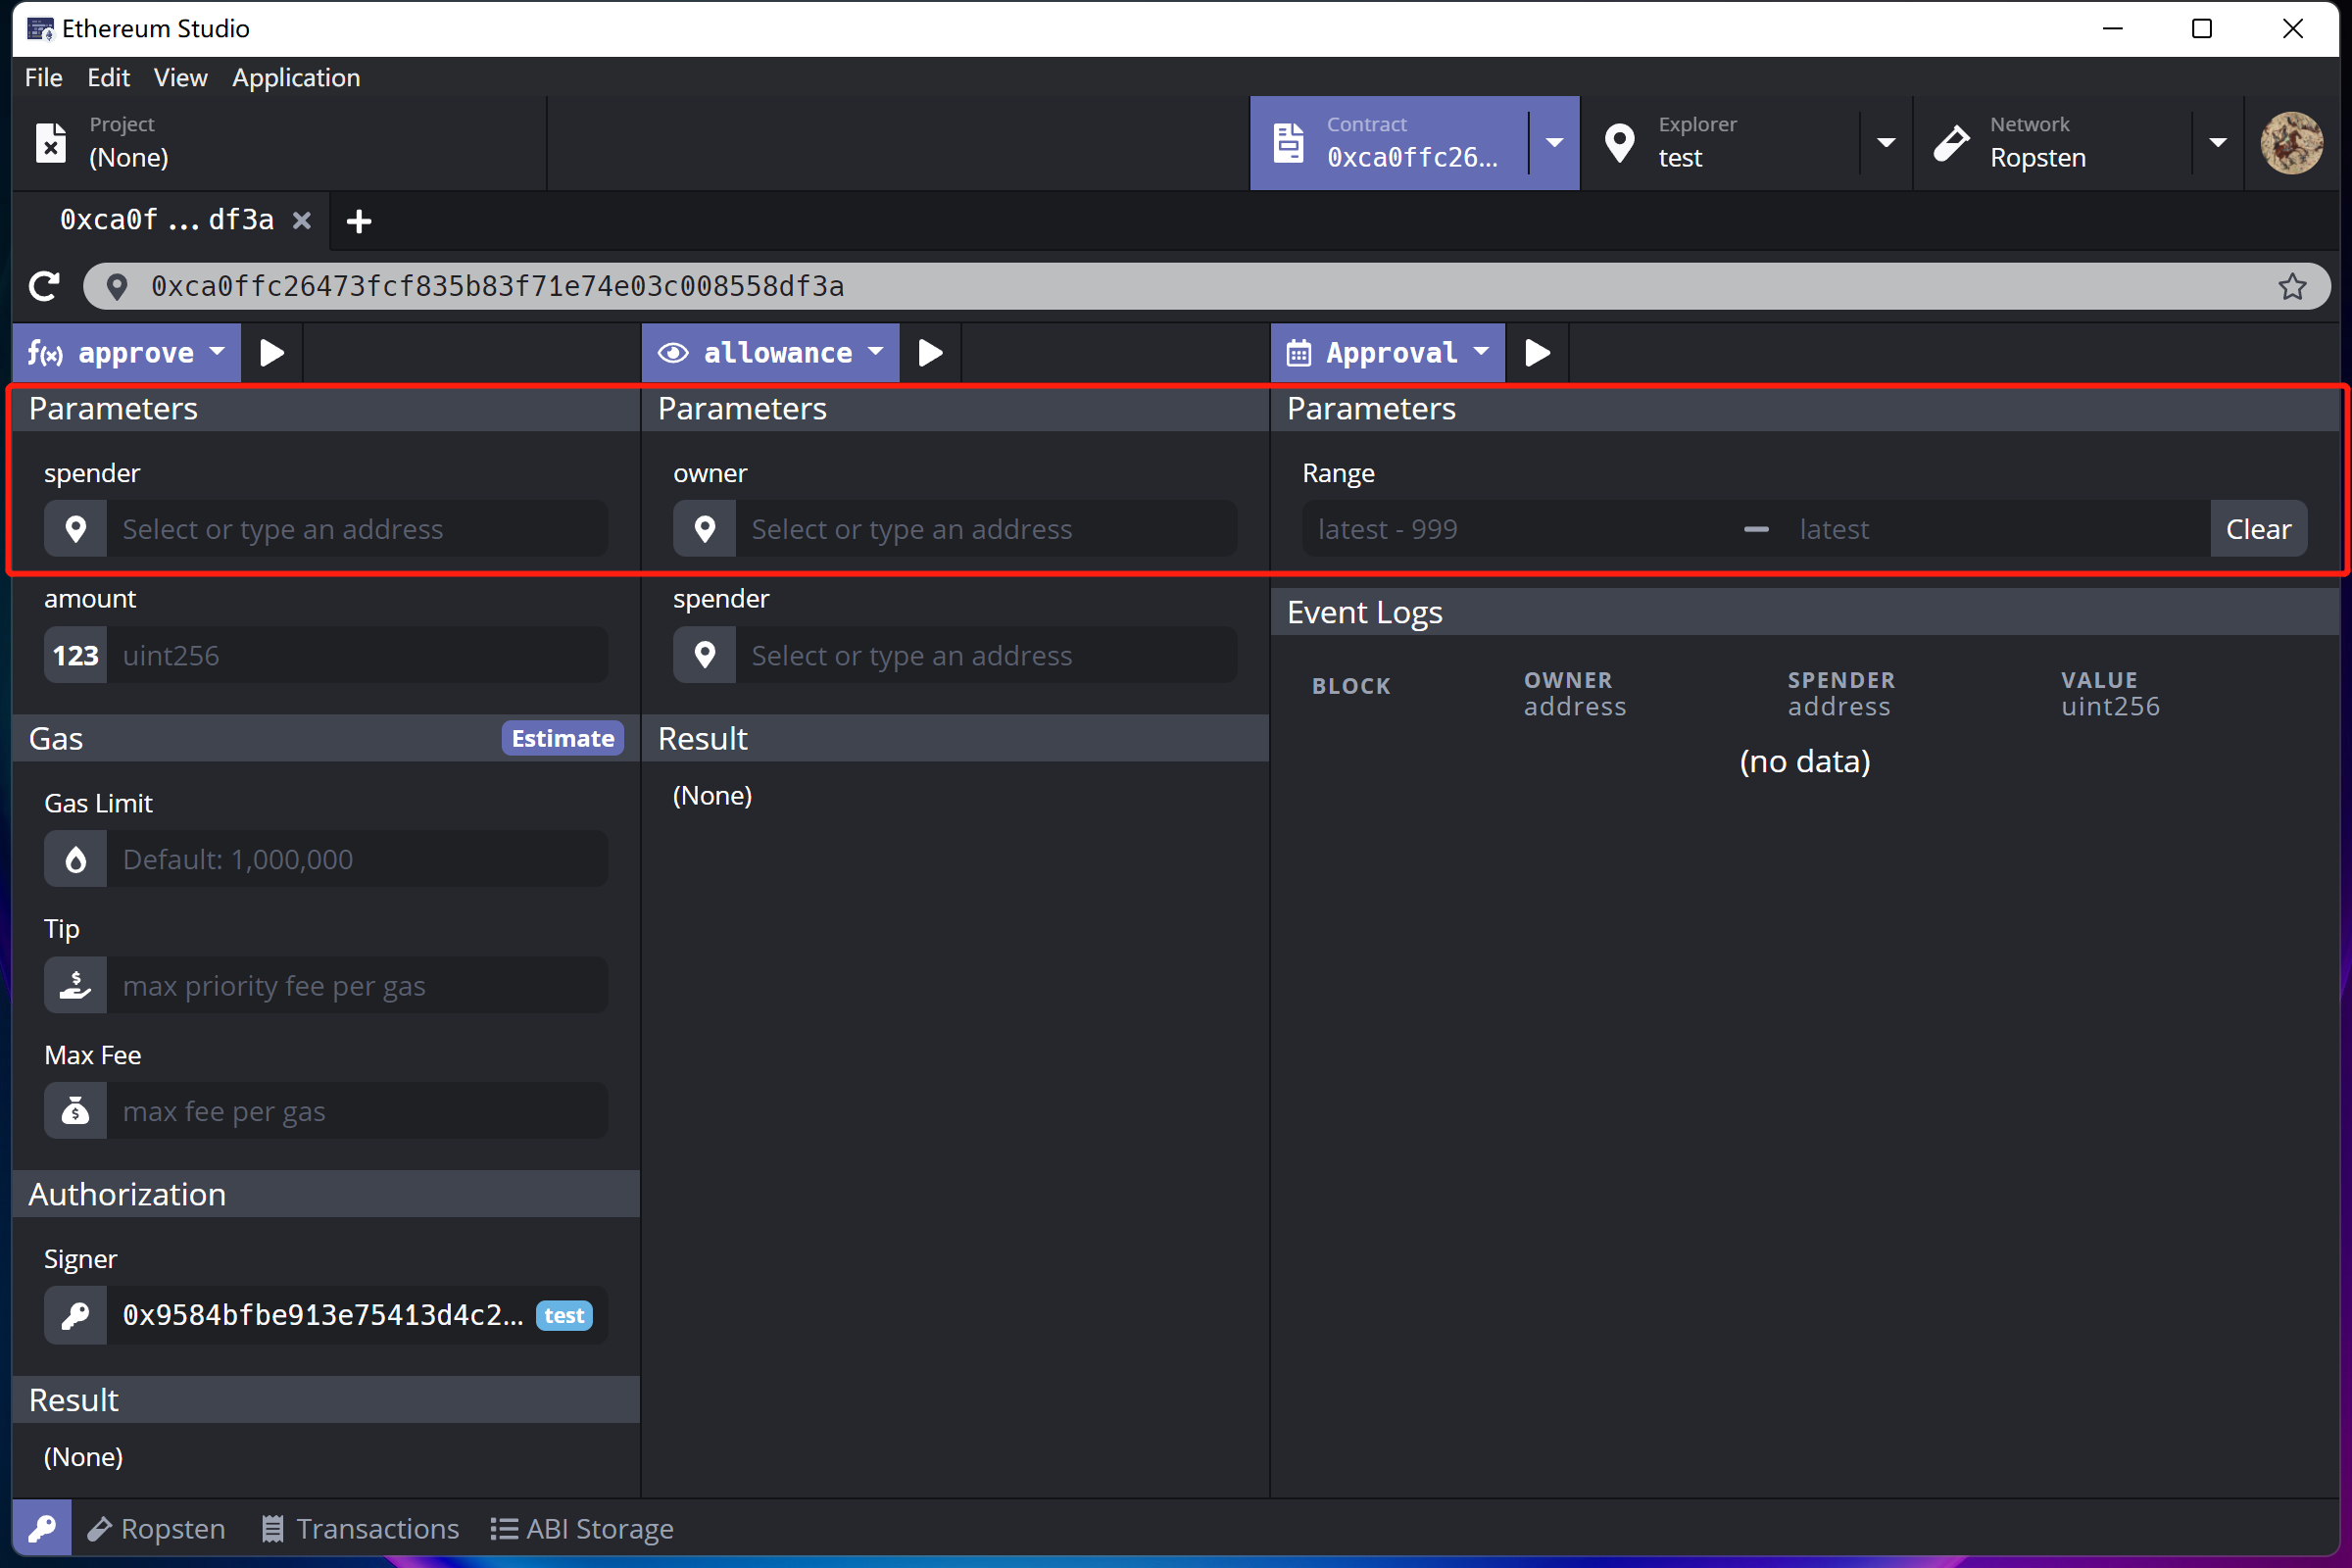 Ethereum Studio
File Edit View Application
Project
(None)
Contract
0xca0ffc26...
Explorer
test
Network
Ropsten
0xca0f ... df3a
0xca0ffc26473fcf835b83f71e74e03c008558df3a
f(x) approve
allowance
Approval
Parameters
spender
Select or type an address
amount
123 uint256
Gas
Estimate
Gas Limit
Default: 1,000,000
Tip
max priority fee per gas
Max Fee
max fee per gas
Authorization
Signer
0x9584bfbe913e75413d4c2... test
Result
(None)
Parameters
owner
Select or type an address
spender
Select or type an address
Result
(None)
Parameters
Range
latest - 999 — latest Clear
Event Logs
BLOCK OWNER SPENDER VALUE
address address uint256
(no data)
Ropsten Transactions ABI Storage